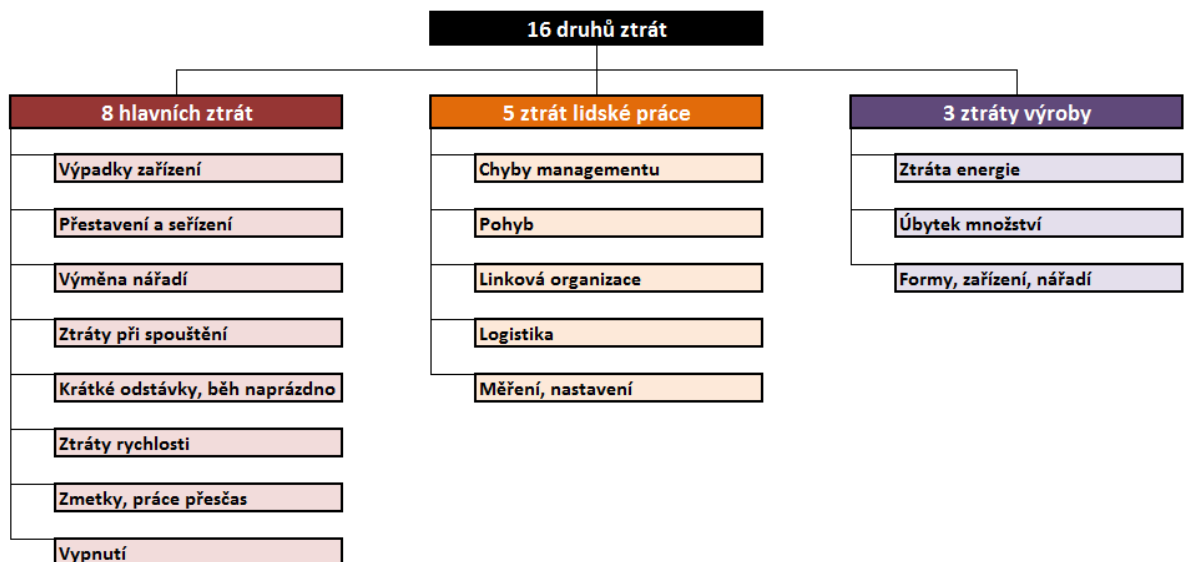 16 druhů ztrát
8 hlavních ztrát
Výpadky zařízení
Přestavení a seřízení
Výměna nářadí
Ztráty při spouštění
Krátké odstávky, běh naprázdno
Ztráty rychlosti
Zmetky, práce přesčas
Vypnutí
5 ztrát lidské práce
Chyby managementu
Pohyb
Linková organizace
Logistika
Měření, nastavení
3 ztráty výroby
Ztráta energie
Úbytek množství
Formy, zařízení, nářadí